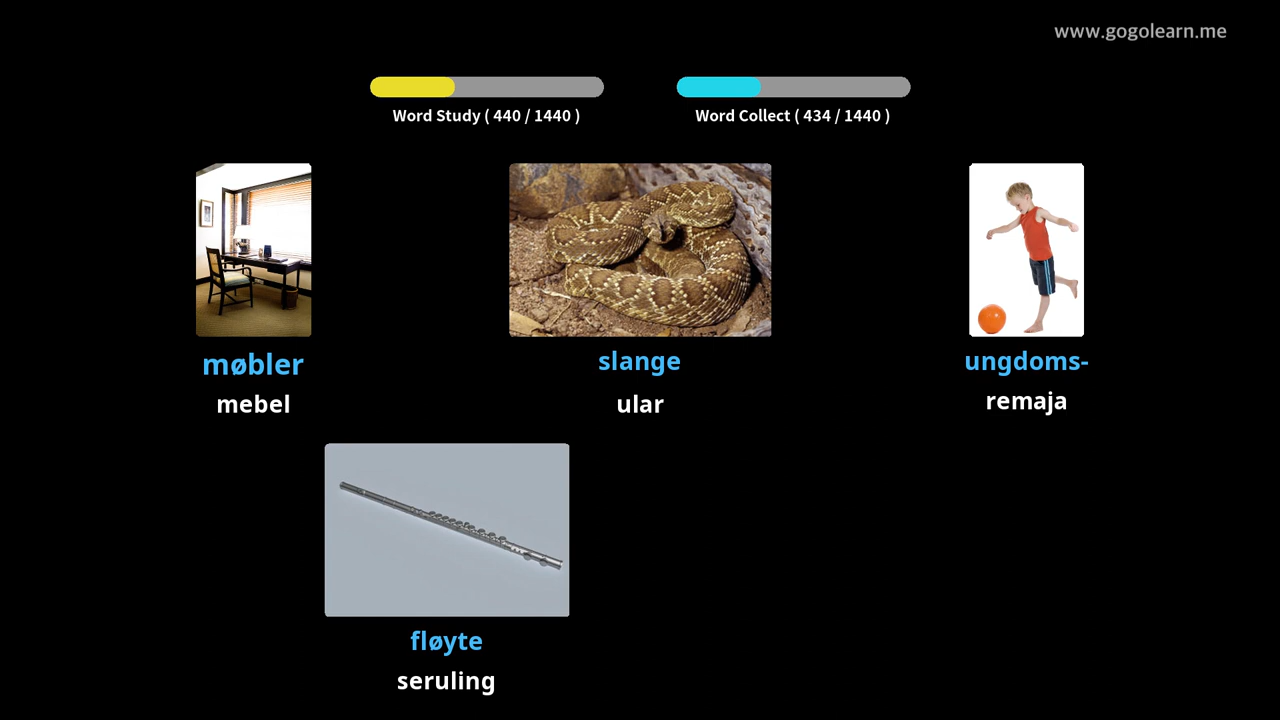 www.gogolearn.me
Word Study ( 440 / 1440 )
Word Collect ( 434 / 1440 )
møbler
mebel
slange
ular
ungdoms-
remaja
fløyte
seruling